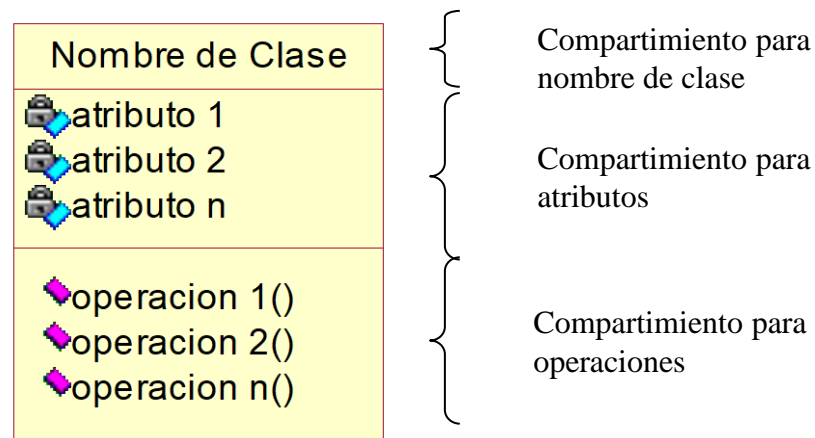 Nombre de Clase
atributo 1
atributo 2
atributo n
operacion 1()
operacion 2()
operacion n()
Compartimiento para
nombre de clase
Compartimiento para
atributos
Compartimiento para
operaciones